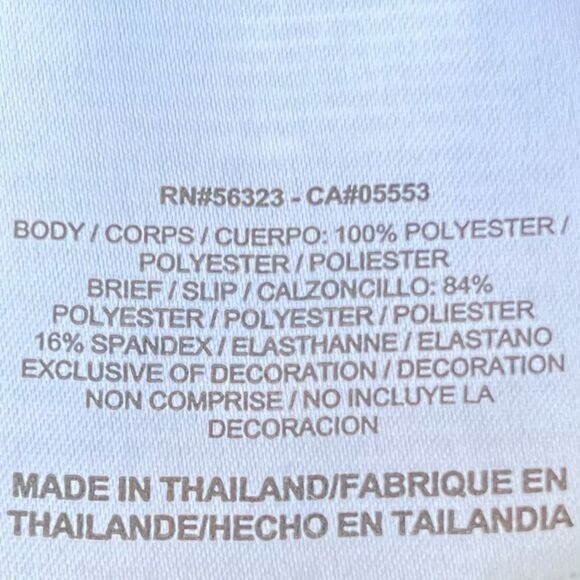 RN#56323 - CA#05553
BODY / CORPS / CUERPO: 100% POLYESTER /
POLYESTER / POLIESTER
BRIEF / SLIP / CALZONCILLO: 84%
POLYESTER / POLYESTER / POLIESTER
16% SPANDEX / ELASTHANNE / ELASTANO
EXCLUSIVE OF DECORATION / DECORATION
NON COMPRISE / NO INCLUYE LA
DECORACION
MADE IN THAILAND/FABRIQUE EN
THAILANDE/HECHO EN TAILANDIA